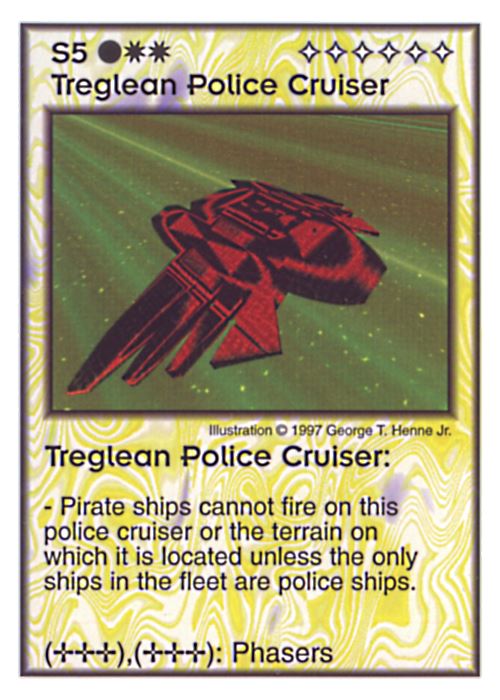 S5 ●✷✷ ✧✧✧✧✧✧
Treglean Police Cruiser
Illustration © 1997 George T. Henne Jr.
Treglean Police Cruiser:
- Pirate ships cannot fire on this
police cruiser or the terrain on
which it is located unless the only
ships in the fleet are police ships.
(✛✛✛),(✛✛✛): Phasers